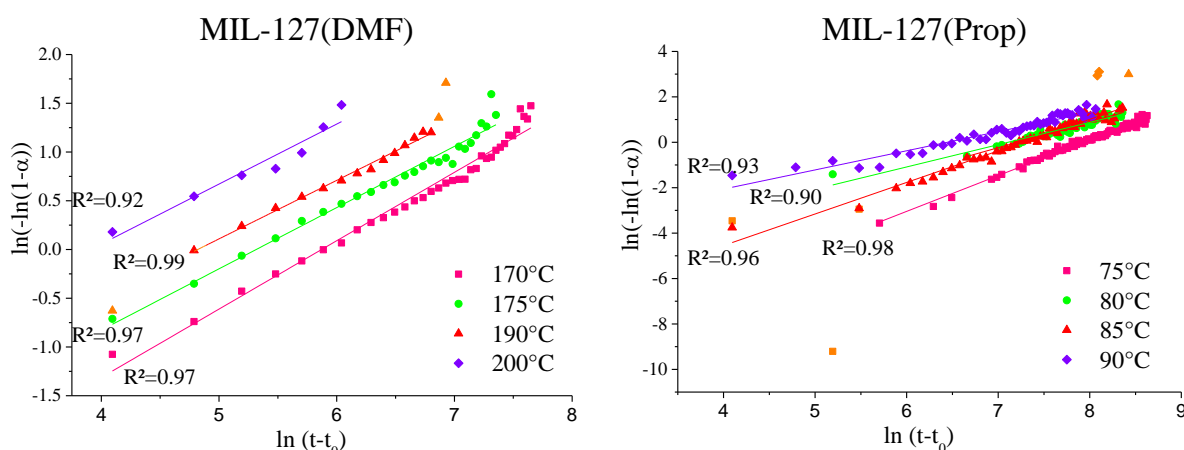 MIL-127(DMF)
2.0
1.5
1.0
0.5
0.0
-0.5
-1.0
-1.5
ln(-ln(1-α))
R²=0.92
R²=0.99
R²=0.97
R²=0.97
170°C
175°C
190°C
200°C
4 5 6 7 8
ln (t-t₀)
MIL-127(Prop)
4
2
0
-2
-4
-6
-8
-10
ln(-ln(1-α))
R²=0.93
R²=0.90
R²=0.96
R²=0.98
75°C
80°C
85°C
90°C
4 5 6 7 8 9
ln (t-t₀)